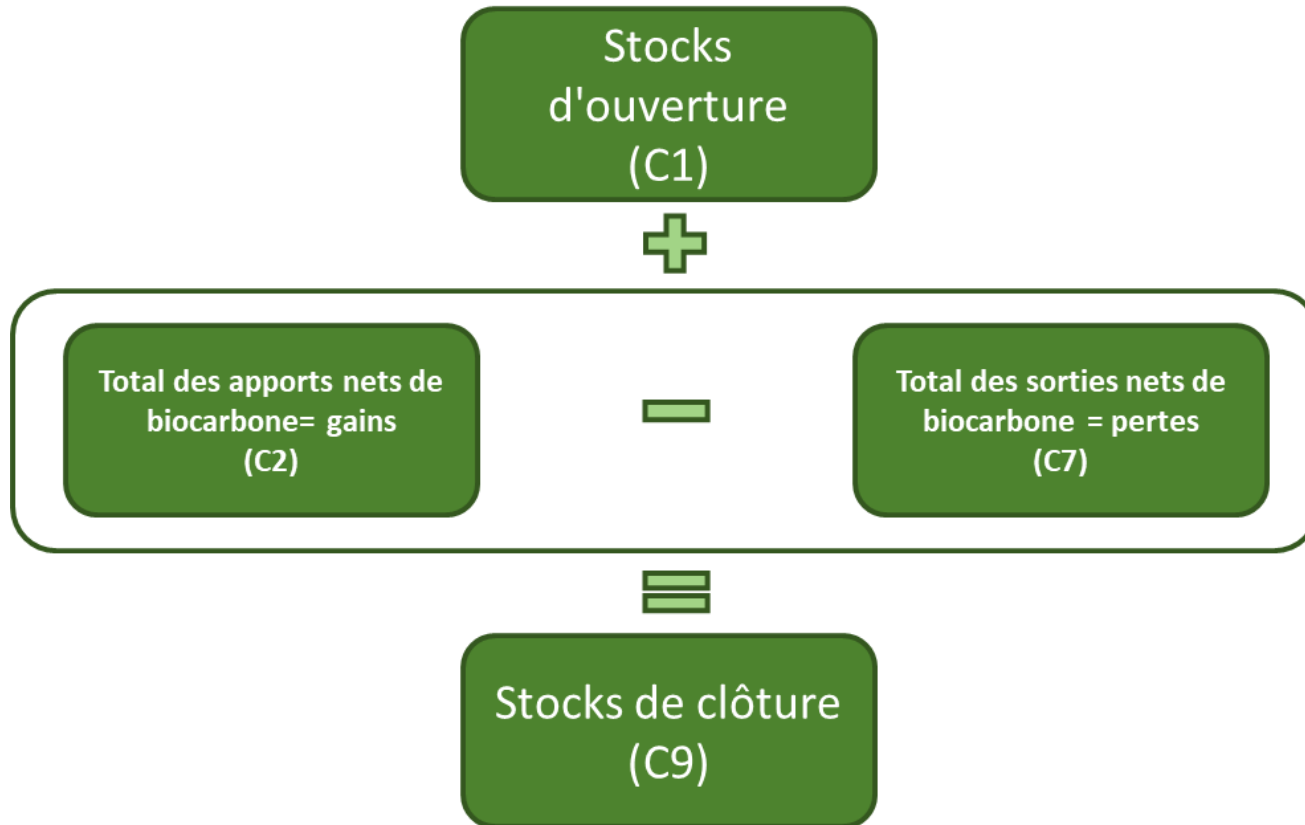 Stocks
d'ouverture
(C1)
Total des apports nets de
biocarbone= gains
(C2)
Total des sorties nets de
biocarbone = pertes
(C7)
Stocks de clôture
(C9)